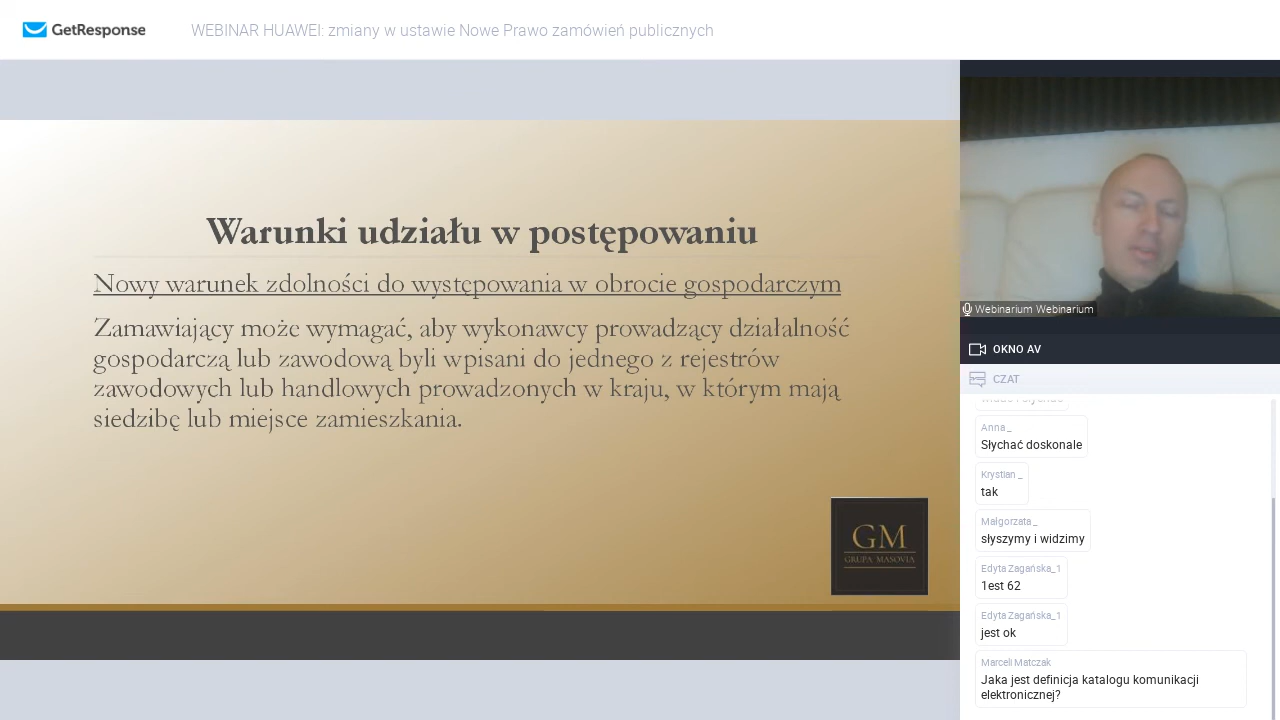 GetResponse
WEBINAR HUAWEI: zmiany w ustawie Nowe Prawo zamówień publicznych
Warunki udziału w postępowaniu
Nowy warunek zdolności do występowania w obrocie gospodarczym
Zamawiający może wymagać, aby wykonawcy prowadzący działalność
gospodarczą lub zawodową byli wpisani do jednego z rejestrów
zawodowych lub handlowych prowadzonych w kraju, w którym mają
siedzibę lub miejsce zamieszkania.
GM
GRUPA MASOVIA
Webinarium Webinarium
OKNO AV
CZAT
Anna _
Słychać doskonale
Krystian _
tak
Małgorzata _
słyszymy i widzimy
Edyta Zagańska_1
1est 62
Edyta Zagańska_1
jest ok
Marceli Matczak
Jaka jest definicja katalogu komunikacji
elektronicznej?